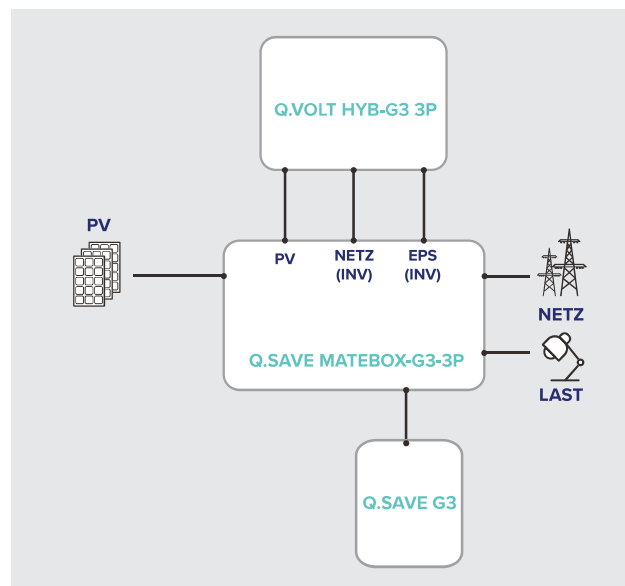 Q.VOLT HYB-G3 3P
PV
PV
NETZ
(INV)
EPS
(INV)
NETZ
Q.SAVE MATEBOX-G3-3P
LAST
Q.SAVE G3